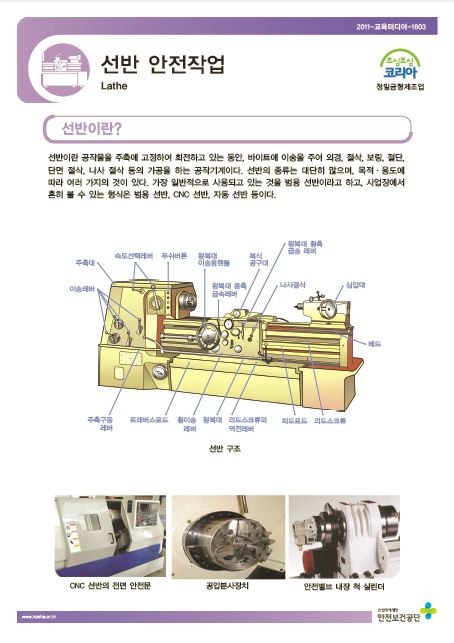 2011-교육미디어-1603
선반 안전작업
Lathe
조심조심
코리아
정밀금형제조업
선반이란?
선반이란 공작물을 주축에 고정하여 회전하고 있는 동안, 바이트에 이송을 주어 외경, 절삭, 보링, 절단,
단면 절삭, 나사 절삭 등의 가공을 하는 공작기계이다. 선반의 종류는 대단히 많으며, 목적·용도에
따라 여러 가지의 것이 있다. 가장 일반적으로 사용되고 있는 것을 범용 선반이라고 하고, 사업장에서
흔히 볼 수 있는 형식은 범용 선반, CNC 선반, 자동 선반 등이다.
왕복대 횡축
급송 레버
속도선택레버
푸쉬버튼
왕복대
이송용핸들
복식
공구대
주축대
이송레버
왕복대 종축
급속레버
나사절삭
심압대
베드
주축구동
레버
트래버스로드
횡이송
레버
왕복대
리드스크류의
역전레버
피드로드
리드스크류
선반 구조
CNC 선반의 전면 안전문
공압분사장치
안전밸브 내장 척 실린더
www.kosha.or.kr
산업재해예방
안전보건공단